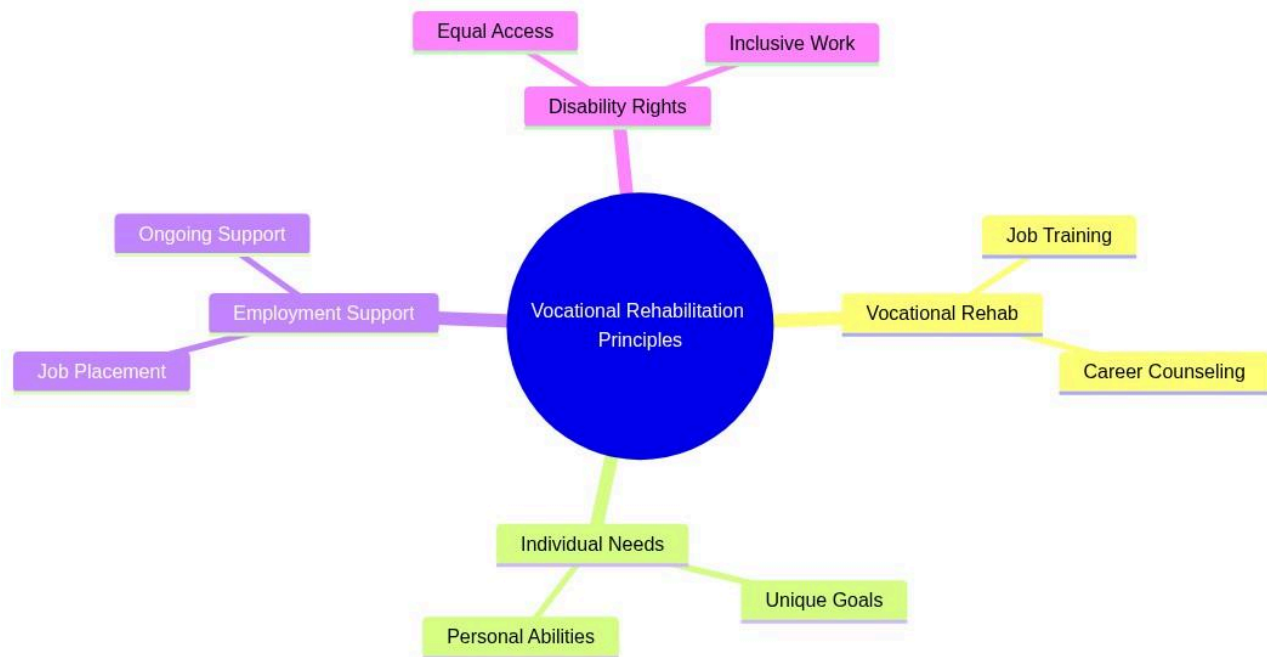 Equal Access
Inclusive Work
Disability Rights
Ongoing Support
Job Training
Employment Support
Vocational Rehabilitation
Principles
Vocational Rehab
Job Placement
Career Counseling
Individual Needs
Unique Goals
Personal Abilities